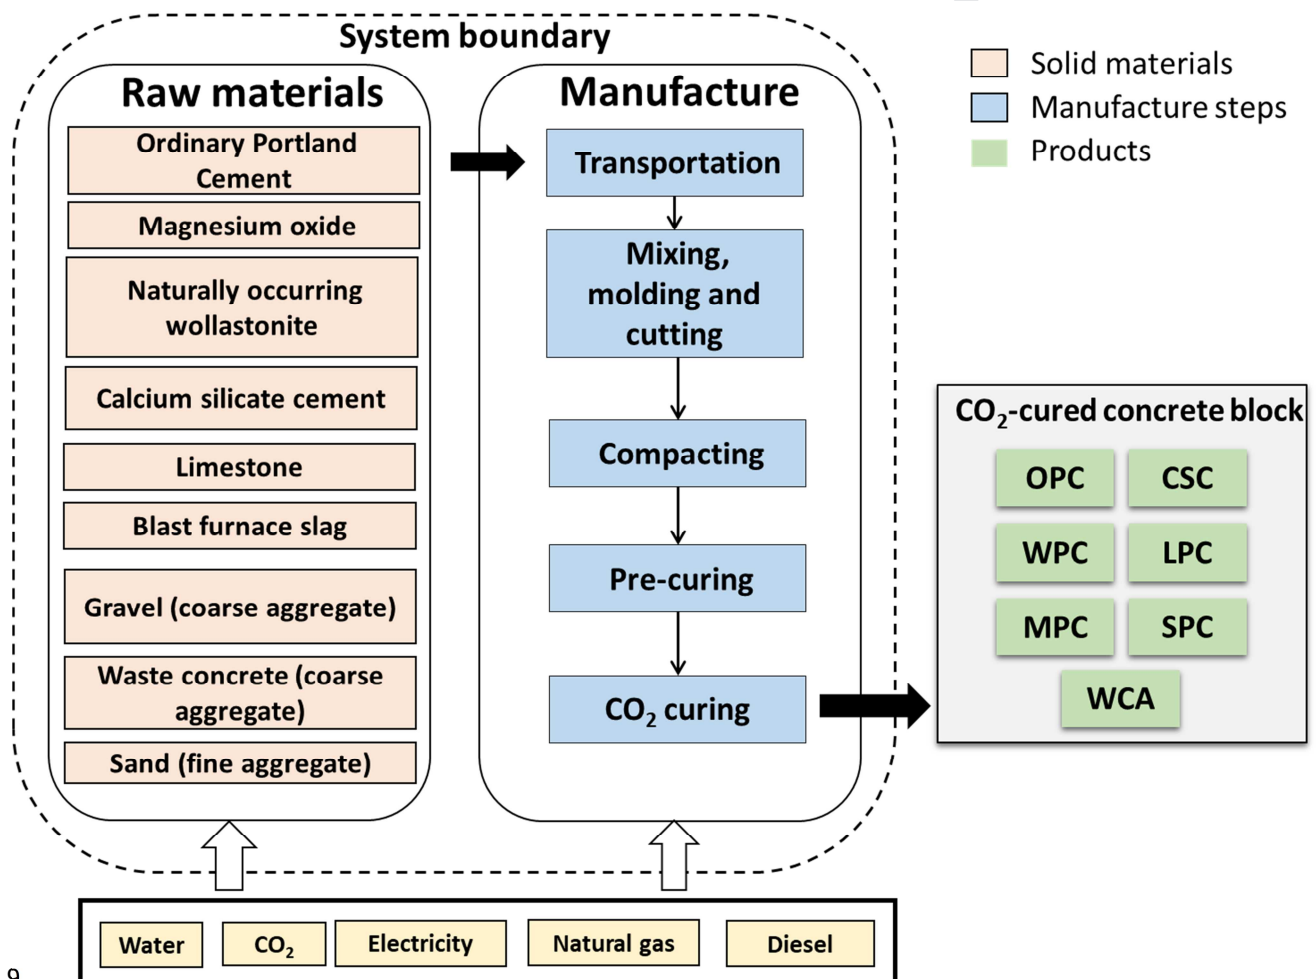 System boundary
Raw materials
Ordinary Portland
Cement
Magnesium oxide
Naturally occurring
wollastonite
Calcium silicate cement
Limestone
Blast furnace slag
Gravel (coarse aggregate)
Waste concrete (coarse
aggregate)
Sand (fine aggregate)
Manufacture
Transportation
Mixing,
molding and
cutting
Compacting
Pre-curing
CO₂ curing
Solid materials
Manufacture steps
Products
CO₂-cured concrete block
OPC
CSC
WPC
LPC
MPC
SPC
WCA
Water
CO₂
Electricity
Natural gas
Diesel